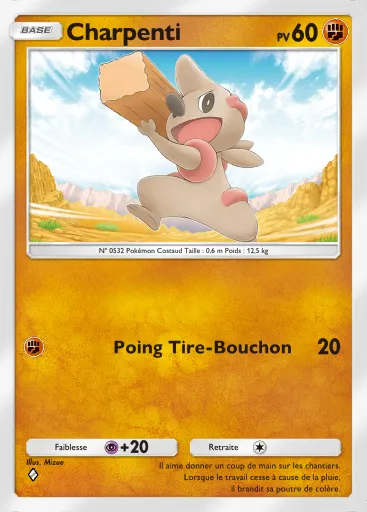 BASE
Charpenti
PV 60
N° 0532 Pokémon Costaud Taille : 0,6 m Poids : 12,5 kg
Poing Tire-Bouchon 20
Faiblesse +20
Retraite
Illus. Mizue
Il aime donner un coup de main sur les chantiers.
Lorsque le travail cesse à cause de la pluie,
il brandit sa poutre de colère.